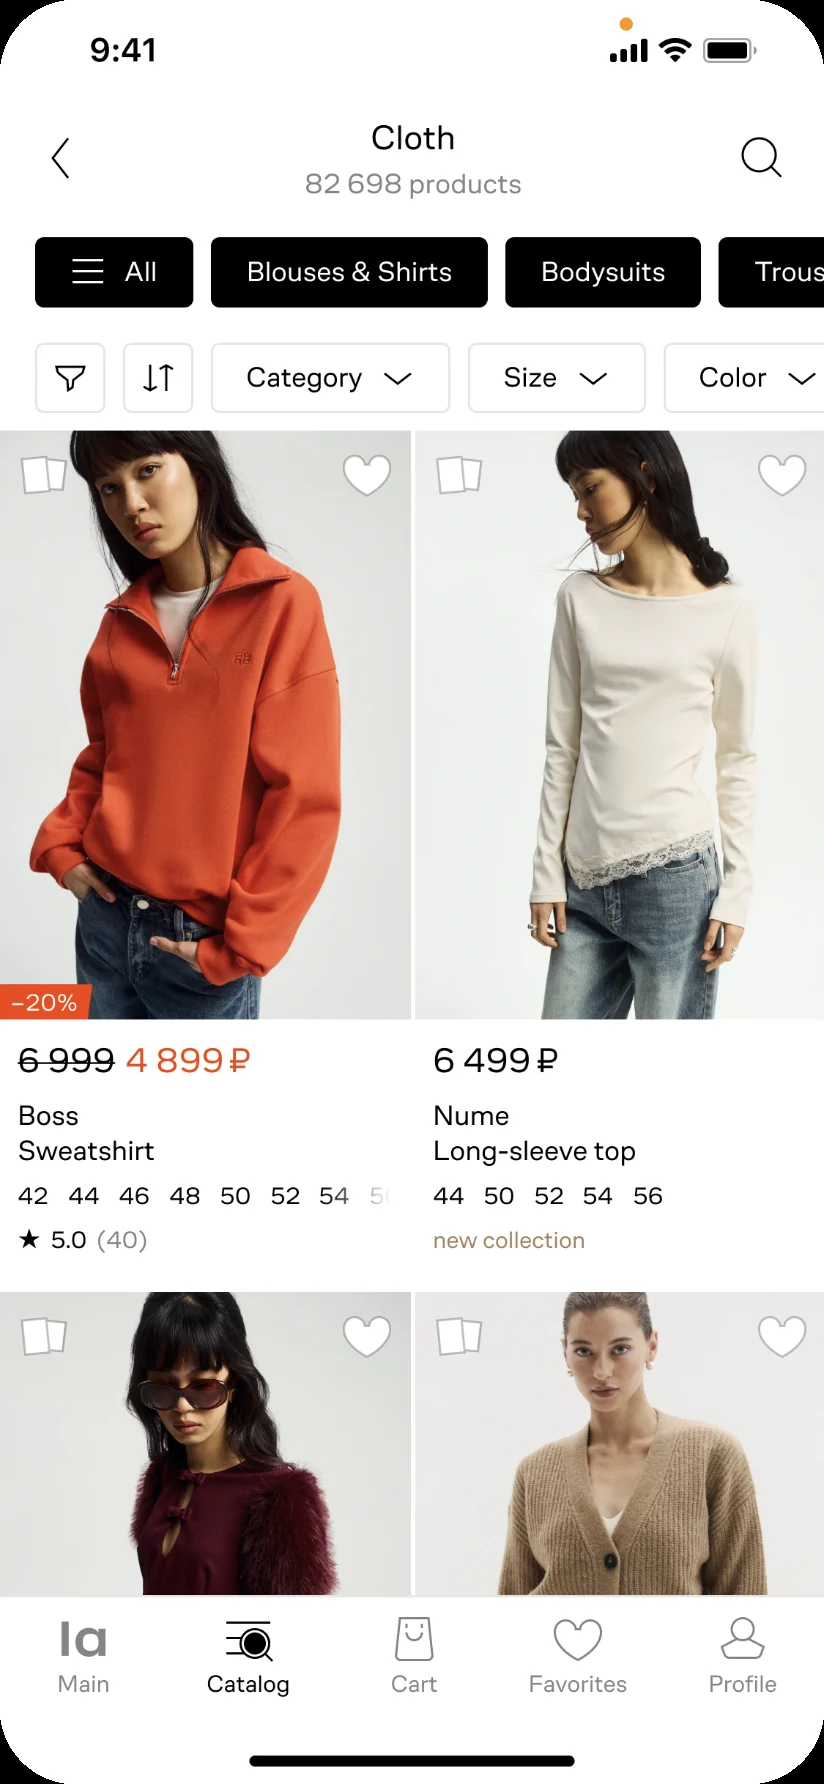 9:41
Cloth
82 698 products
All
Blouses & Shirts
Bodysuits
Category
Size
Color
−20%
6 999 4 899 ₽
Boss
Sweatshirt
42 44 46 48 50 52 54
★ 5.0 (40)
6 499 ₽
Nume
Long-sleeve top
44 50 52 54 56
new collection
la
Main
Catalog
Cart
Favorites
Profile